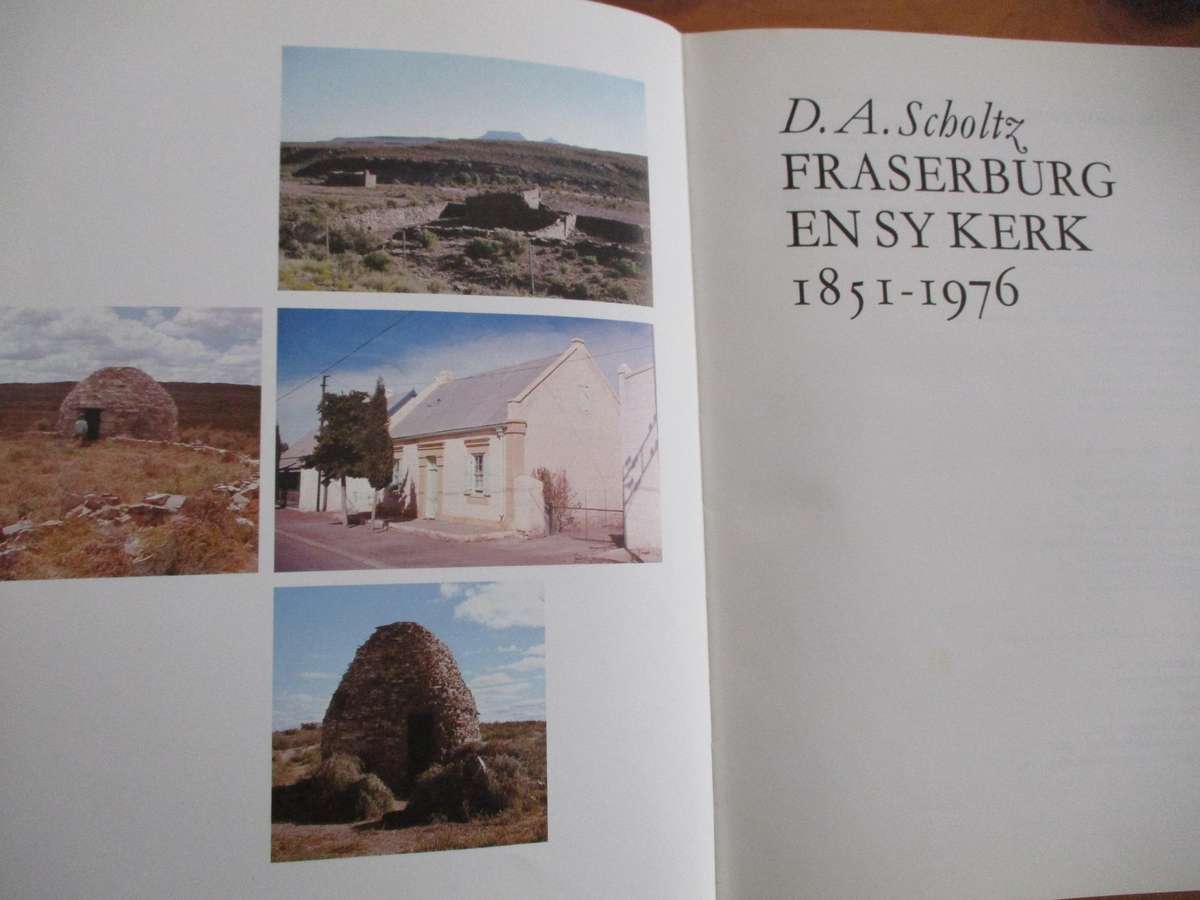 D. A. Scholtz
FRASERBURG
EN SY KERK
1851-1976